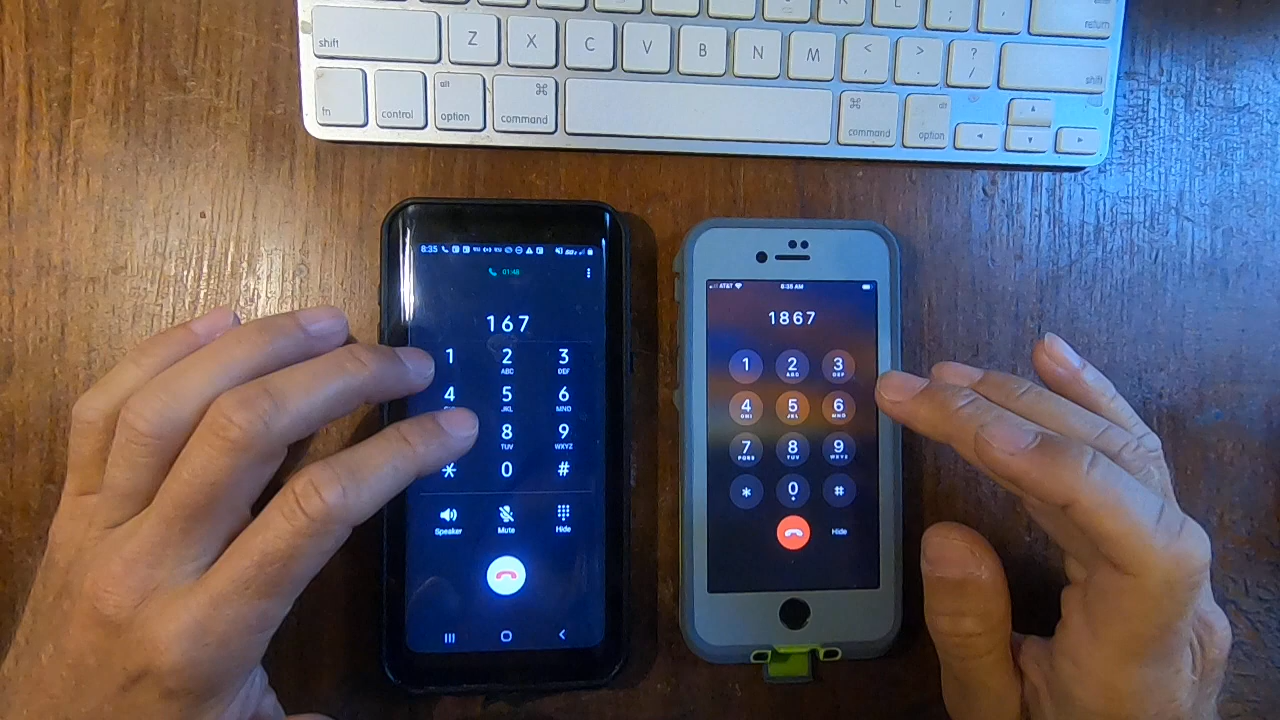 return
shift Z X C V B N M < , > . ? / shift
fn control alt option ⌘ command ⌘ command alt option
8:35
01:48
167
1 2 ABC 3 DEF
4 5 JKL 6 MNO
8 TUV 9 WXYZ
* 0 #
Speaker Mute Hide
AT&T 8:35 AM
1867
1 2 ABC 3 DEF
4 GHI 5 JKL 6 MNO
7 PQRS 8 TUV 9 WXYZ
* 0 #
Hide